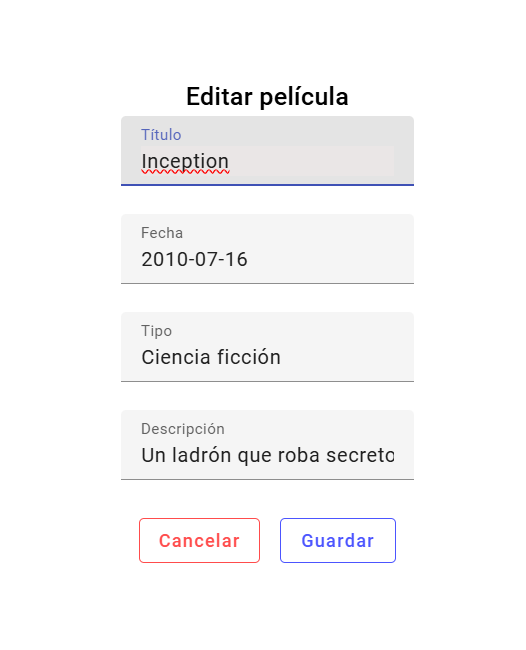 Editar película
Título
Inception
Fecha
2010-07-16
Tipo
Ciencia ficción
Descripción
Un ladrón que roba secreto
Cancelar
Guardar